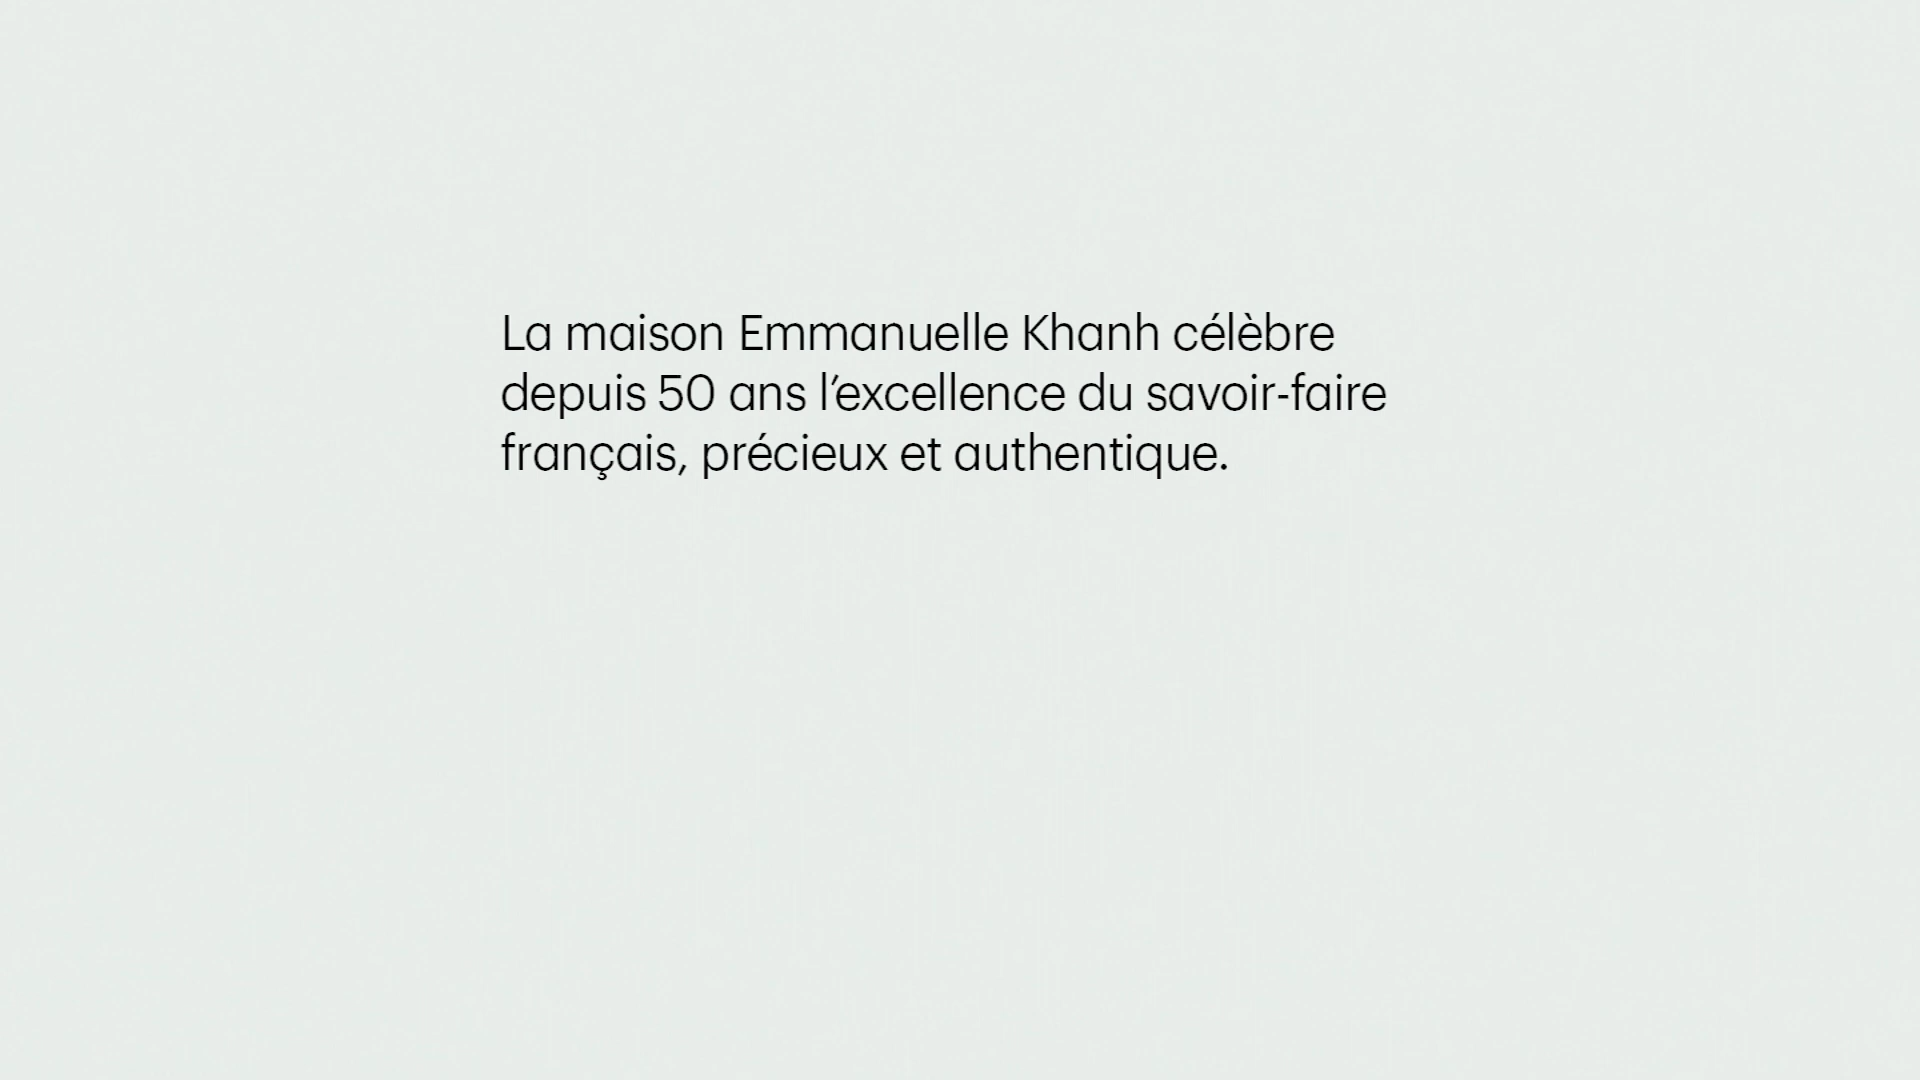 La maison Emmanuelle Khanh célèbre
depuis 50 ans l’excellence du savoir-faire
français, précieux et authentique.